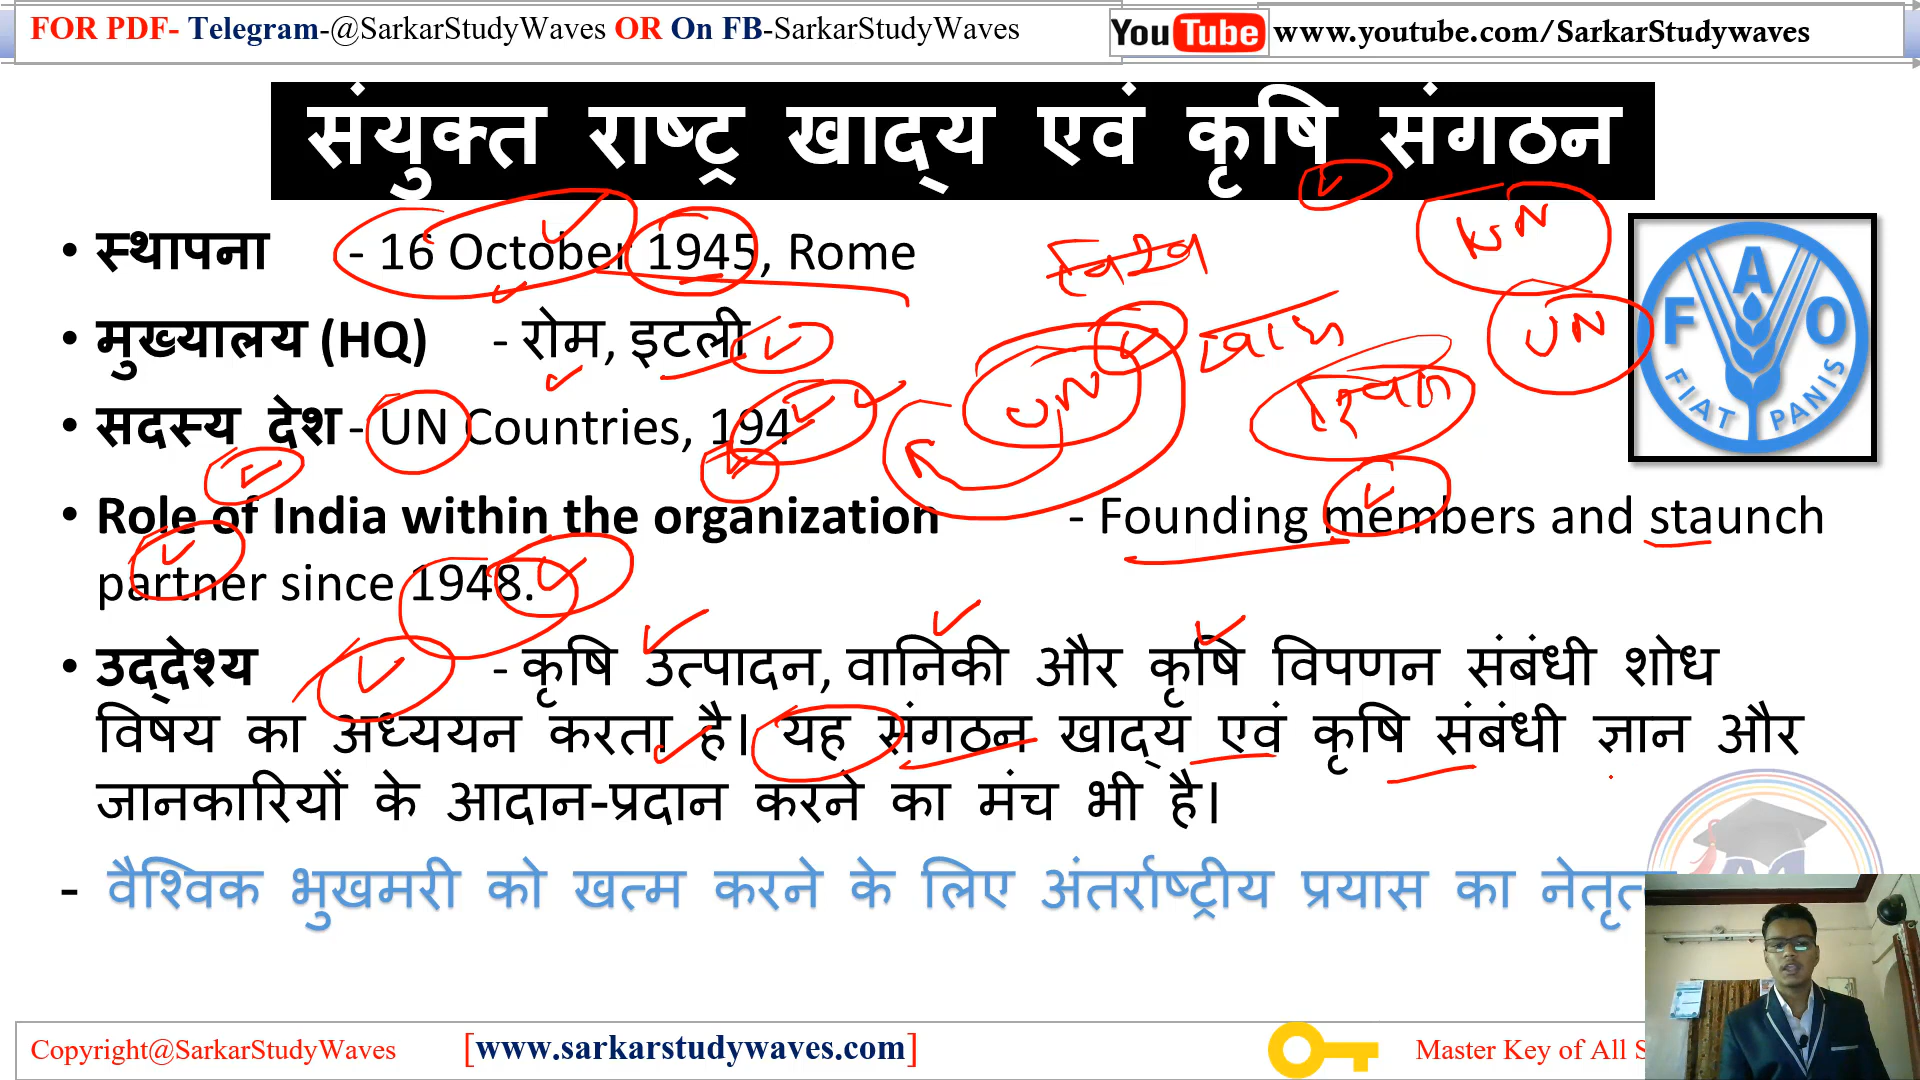 FOR PDF- Telegram-@SarkarStudyWaves OR On FB-SarkarStudyWaves
YouTube www.youtube.com/SarkarStudywaves
संयुक्त राष्ट्र खाद्य एवं कृषि संगठन
• स्थापना - 16 October 1945, Rome
• मुख्यालय (HQ) - रोम, इटली
• सदस्य देश - UN Countries, 194
• Role of India within the organization - Founding members and staunch
partner since 1948.
• उद्देश्य - कृषि उत्पादन, वानिकी और कृषि विपणन संबंधी शोध
विषय का अध्ययन करता है। यह संगठन खाद्य एवं कृषि संबंधी ज्ञान और
जानकारियों के आदान-प्रदान करने का मंच भी है।
- वैश्विक भुखमरी को खत्म करने के लिए अंतर्राष्ट्रीय प्रयास का
UN
UN
F A O
FIAT PANIS
Copyright@SarkarStudyWaves
[www.sarkarstudywaves.com]
Master Key of All